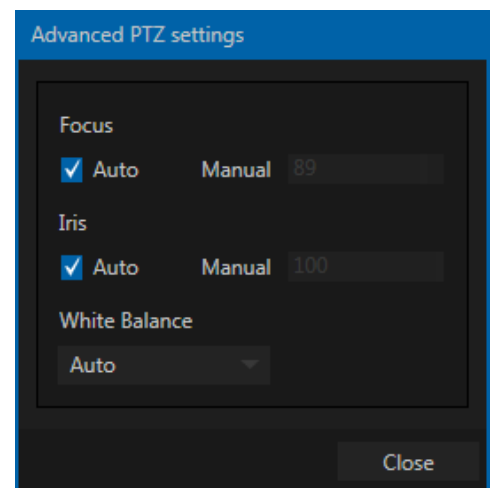 Advanced PTZ settings
Focus
Auto Manual 89
Iris
Auto Manual 100
White Balance
Auto
Close